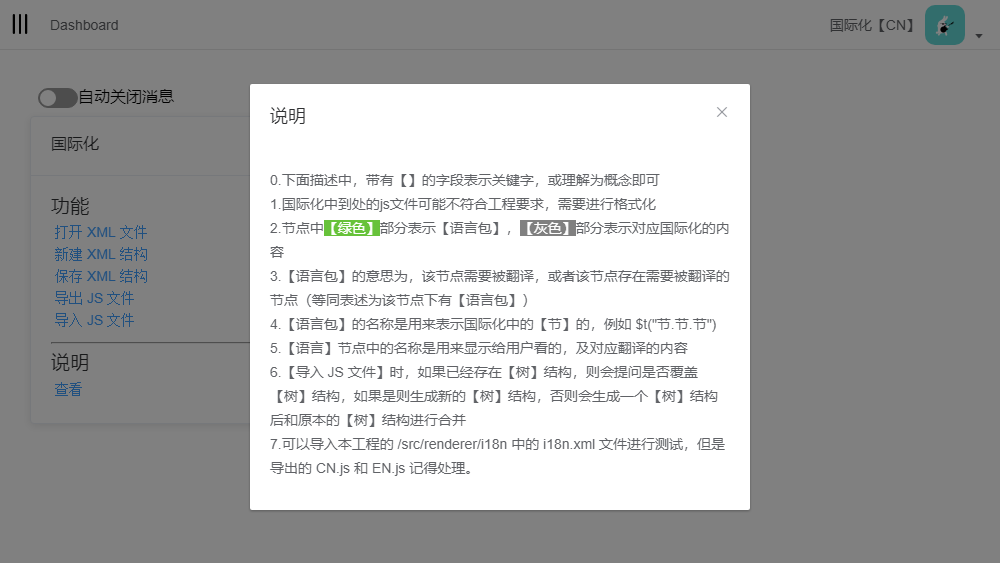 Dashboard
国际化【CN】
自动关闭消息
国际化
功能
打开 XML 文件
新建 XML 结构
保存 XML 结构
导出 JS 文件
导入 JS 文件
说明
查看
说明
0.下面描述中，带有【】的字段表示关键字，或理解为概念即可
1.国际化中到处的js文件可能不符合工程要求，需要进行格式化
2.节点中【绿色】部分表示【语言包】，【灰色】部分表示对应国际化的内
容
3.【语言包】的意思为，该节点需要被翻译，或者该节点存在需要被翻译的
节点（等同表述为该节点下有【语言包】）
4.【语言包】的名称是用来表示国际化中的【节】的，例如 $t("节.节.节")
5.【语言】节点中的名称是用来显示给用户看的，及对应翻译的内容
6.【导入 JS 文件】时，如果已经存在【树】结构，则会提问是否覆盖
【树】结构，如果是则生成新的【树】结构，否则会生成一个【树】结构
后和原本的【树】结构进行合并
7.可以导入本工程的 /src/renderer/i18n 中的 i18n.xml 文件进行测试，但是
导出的 CN.js 和 EN.js 记得处理。